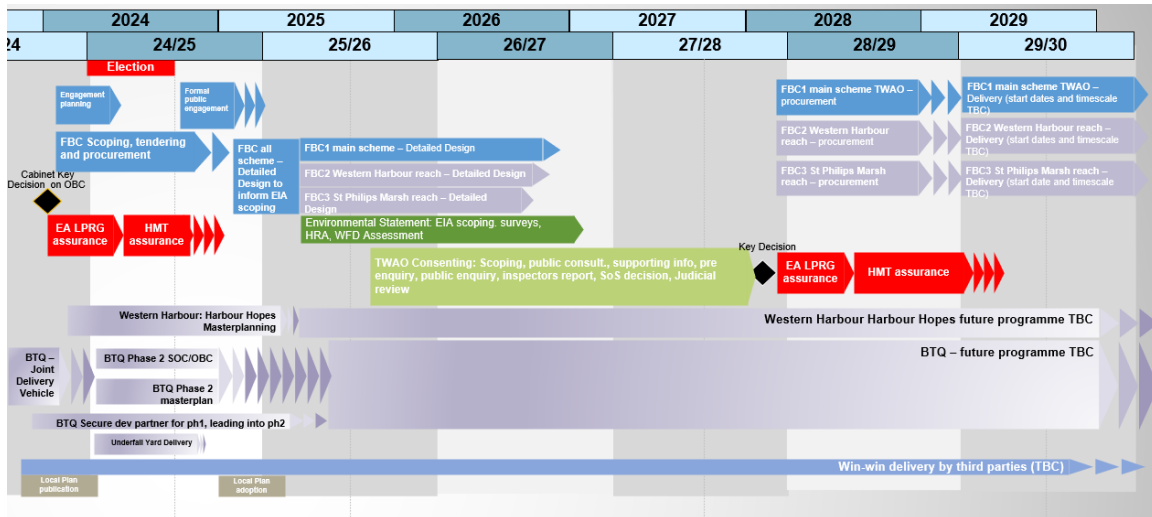 2024 2025 2026 2027 2028 2029
24 24/25 25/26 26/27 27/28 28/29 29/30
Election
Engagement
planning
Formal
public
engagement
FBC Scoping, tendering
and procurement
FBC all
scheme –
Detailed
Design to
inform EIA
scoping
FBC1 main scheme – Detailed Design
FBC2 Western Harbour reach – Detailed Design
FBC3 St Philips Marsh reach – Detailed
Design
FBC1 main scheme TWAO –
procurement
FBC1 main scheme TWAO –
Delivery (start dates and timescale
TBC)
FBC2 Western Harbour
reach – procurement
FBC2 Western Harbour reach –
Delivery (start dates and timescale
TBC)
FBC3 St Philips Marsh
reach – procurement
FBC3 St Philips Marsh reach –
Delivery (start date and timescale
TBC)
Cabinet Key
Decision on OBC
EA LPRG
assurance
HMT
assurance
Environmental Statement: EIA scoping. surveys,
HRA, WFD Assessment
TWAO Consenting: Scoping, public consult., supporting info, pre
enquiry, public enquiry, inspectors report, SoS decision, Judicial
review
Key Decision
EA LPRG
assurance
HMT assurance
Western Harbour: Harbour Hopes
Masterplanning
Western Harbour Harbour Hopes future programme TBC
BTQ –
Joint
Delivery
Vehicle
BTQ Phase 2 SOC/OBC
BTQ Phase 2
masterplan
BTQ – future programme TBC
BTQ Secure dev partner for ph1, leading into ph2
Underfall Yard Delivery
Win-win delivery by third parties (TBC)
Local Plan
publication
Local Plan
adoption